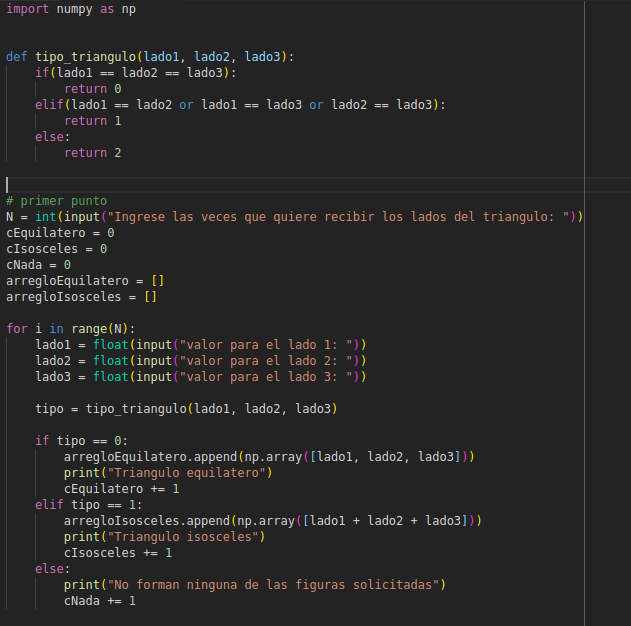 import numpy as np
def tipo_triangulo(lado1, lado2, lado3):
    if(lado1 == lado2 == lado3):
        return 0
    elif(lado1 == lado2 or lado1 == lado3 or lado2 == lado3):
        return 1
    else:
        return 2
# primer punto
N = int(input("Ingrese las veces que quiere recibir los lados del triangulo: "))
cEquilatero = 0
cIsosceles = 0
cNada = 0
arregloEquilatero = []
arregloIsosceles = []
for i in range(N):
    lado1 = float(input("valor para el lado 1: "))
    lado2 = float(input("valor para el lado 2: "))
    lado3 = float(input("valor para el lado 3: "))
    tipo = tipo_triangulo(lado1, lado2, lado3)
    if tipo == 0:
        arregloEquilatero.append(np.array([lado1, lado2, lado3]))
        print("Triangulo equilatero")
        cEquilatero += 1
    elif tipo == 1:
        arregloIsosceles.append(np.array([lado1 + lado2 + lado3]))
        print("Triangulo isosceles")
        cIsosceles += 1
    else:
        print("No forman ninguna de las figuras solicitadas")
        cNada += 1